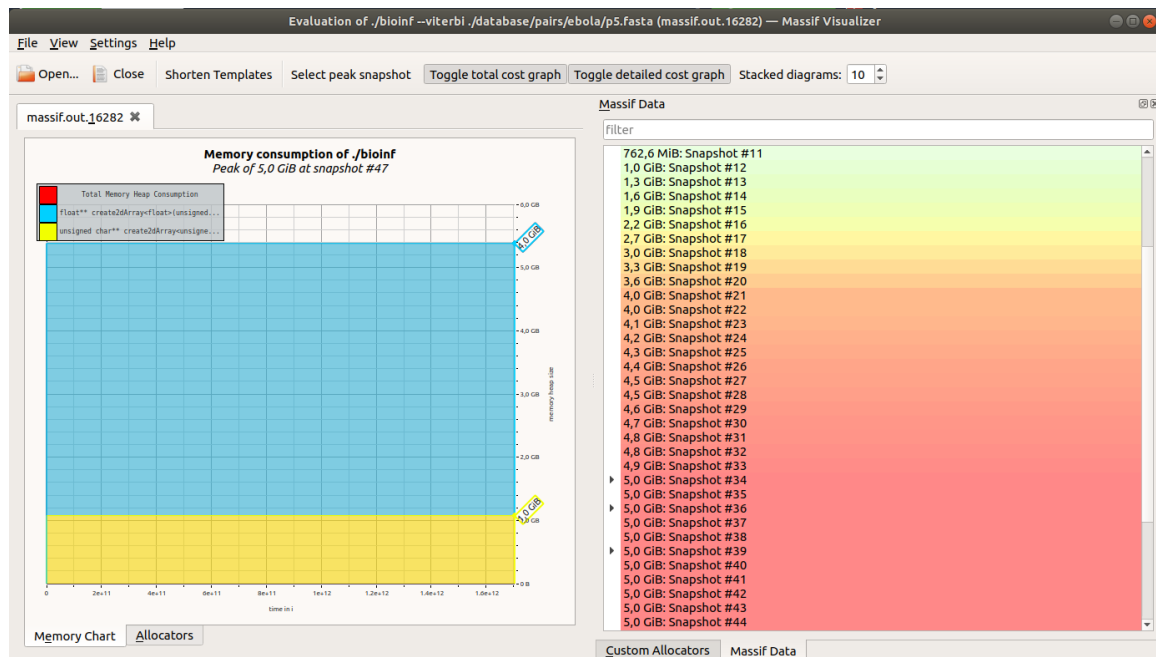 Evaluation of ./bioinf --viterbi ./database/pairs/ebola/p5.fasta (massif.out.16282) — Massif Visualizer
File View Settings Help
Open... Close Shorten Templates Select peak snapshot Toggle total cost graph Toggle detailed cost graph Stacked diagrams: 10
massif.out.16282
Memory consumption of ./bioinf
Peak of 5,0 GiB at snapshot #47
Total Memory Heap Consumption
float** create2dArray<float>(unsigned...
unsigned char** create2dArray<unsigne...
6,0 GB
4,0 GiB
5,0 GB
4,0 GB
3,0 GB
memory heap size
2,0 GB
1,0 GiB
1,0 GB
0 B
0 2e+11 4e+11 6e+11 8e+11 1e+12 1.2e+12 1.4e+12 1.6e+12
time in i
Memory Chart Allocators
Massif Data
filter
762,6 MiB: Snapshot #11
1,0 GiB: Snapshot #12
1,3 GiB: Snapshot #13
1,6 GiB: Snapshot #14
1,9 GiB: Snapshot #15
2,2 GiB: Snapshot #16
2,7 GiB: Snapshot #17
3,0 GiB: Snapshot #18
3,3 GiB: Snapshot #19
3,6 GiB: Snapshot #20
4,0 GiB: Snapshot #21
4,0 GiB: Snapshot #22
4,1 GiB: Snapshot #23
4,2 GiB: Snapshot #24
4,3 GiB: Snapshot #25
4,4 GiB: Snapshot #26
4,5 GiB: Snapshot #27
4,5 GiB: Snapshot #28
4,6 GiB: Snapshot #29
4,7 GiB: Snapshot #30
4,8 GiB: Snapshot #31
4,8 GiB: Snapshot #32
4,9 GiB: Snapshot #33
5,0 GiB: Snapshot #34
5,0 GiB: Snapshot #35
5,0 GiB: Snapshot #36
5,0 GiB: Snapshot #37
5,0 GiB: Snapshot #38
5,0 GiB: Snapshot #39
5,0 GiB: Snapshot #40
5,0 GiB: Snapshot #41
5,0 GiB: Snapshot #42
5,0 GiB: Snapshot #43
5,0 GiB: Snapshot #44
Custom Allocators Massif Data